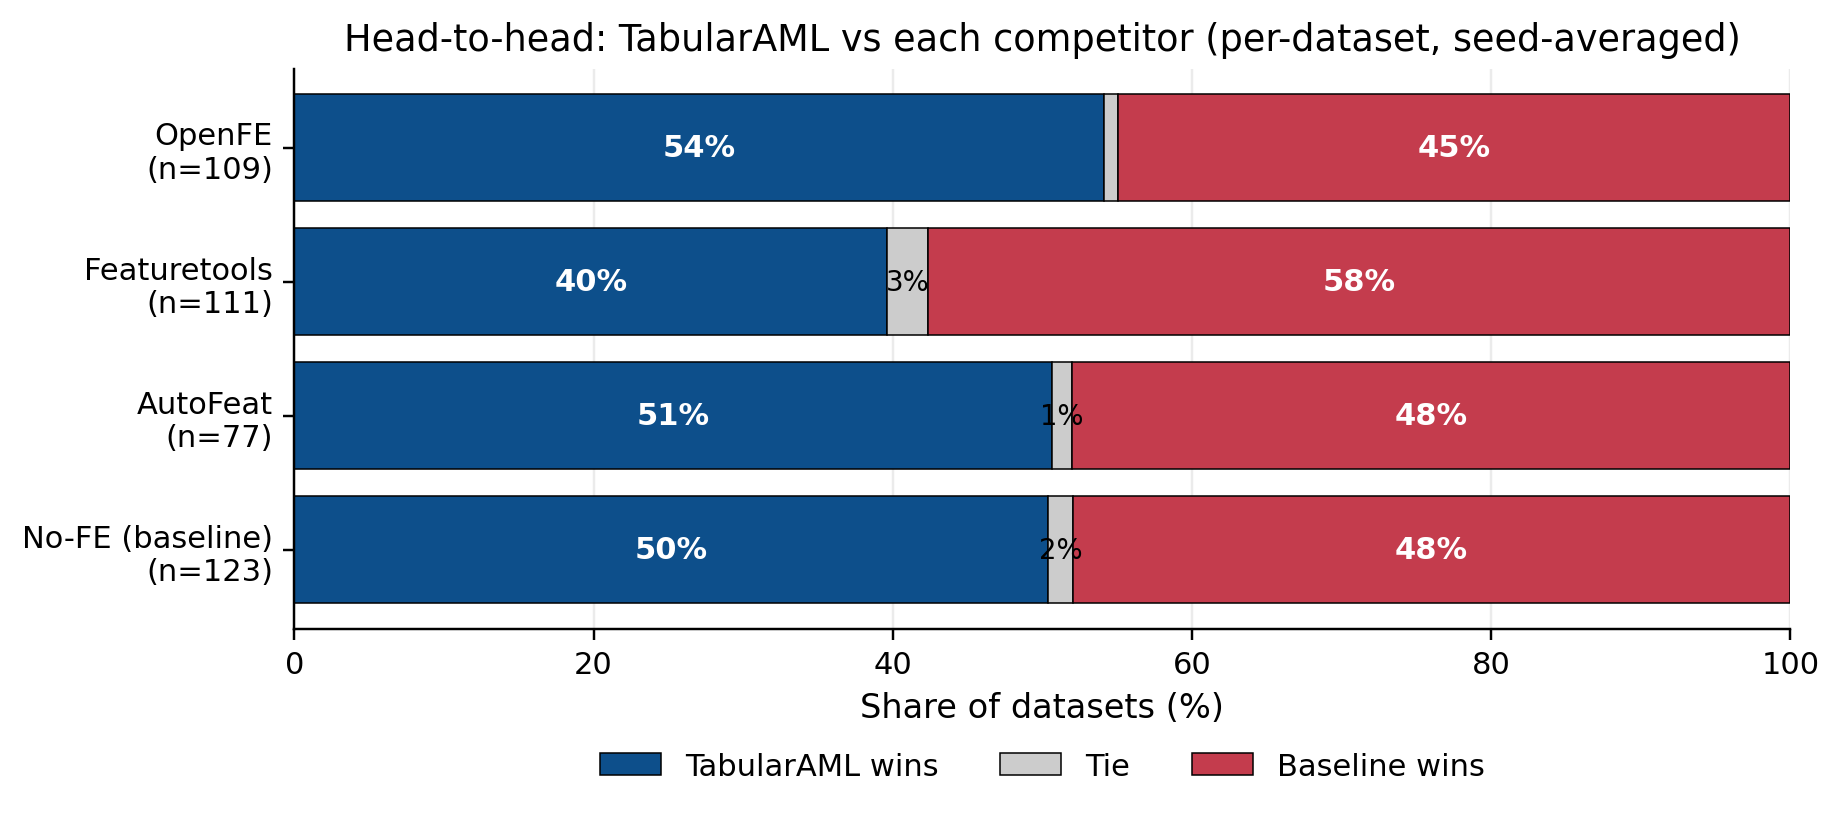 Head-to-head: TabularAML vs each competitor (per-dataset, seed-averaged)
OpenFE
(n=109)
54%
45%
Featuretools
(n=111)
40%
3%
58%
AutoFeat
(n=77)
51%
1%
48%
No-FE (baseline)
(n=123)
50%
2%
48%
0 20 40 60 80 100
Share of datasets (%)
TabularAML wins Tie Baseline wins